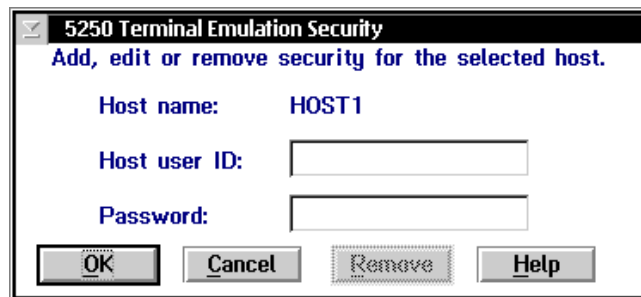 5250 Terminal Emulation Security
Add, edit or remove security for the selected host.
Host name: HOST1
Host user ID:
Password:
OK Cancel Remove Help